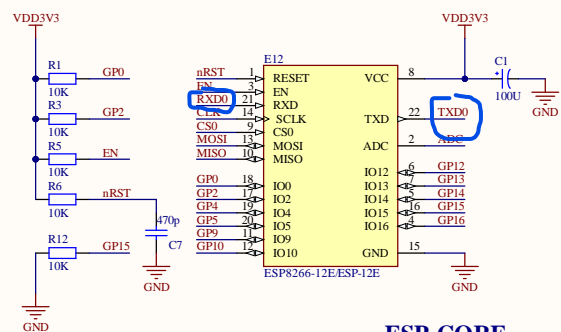 VDD3V3
R1
GP0
10K
R3
GP2
10K
R5
EN
10K
R6
nRST
10K
470p
C7
GND
R12
GP15
10K
GND
E12
nRST 1 RESET VCC 8
EN 3 EN
RXD0 21 RXD TXD 22 TXD0
CLK 14 SCLK
CS0 9 CS0
MOSI 13 MOSI ADC 2 ADC
MISO 10 MISO
IO12 6 GP12
GP0 18 IO0 IO13 7 GP13
GP2 17 IO2 IO14 5 GP14
GP4 19 IO4 IO15 16 GP15
GP5 20 IO5 IO16 4 GP16
GP9 11 IO9
GP10 12 IO10 GND 15
ESP8266-12E/ESP-12E
GND
VDD3V3
C1
+
100U
GND
ESP CORE